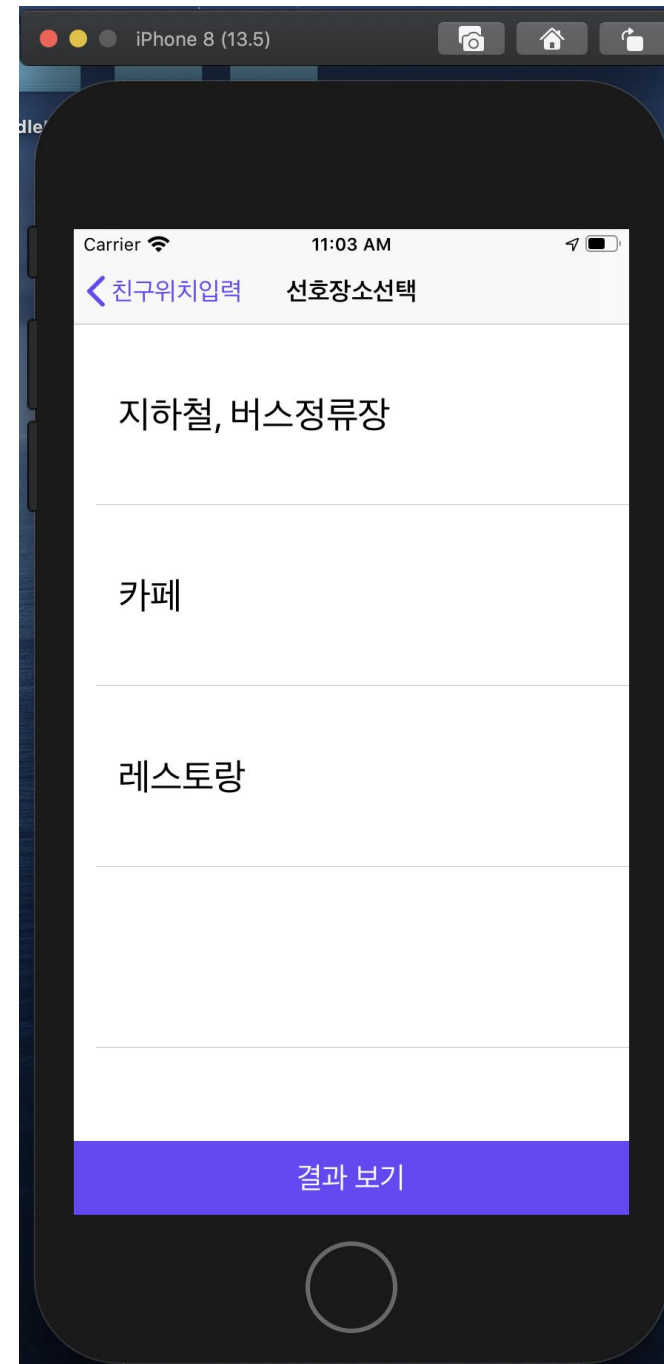 iPhone 8 (13.5)
dle
Carrier 11:03 AM
친구위치입력 선호장소선택
지하철, 버스정류장
카페
레스토랑
결과 보기